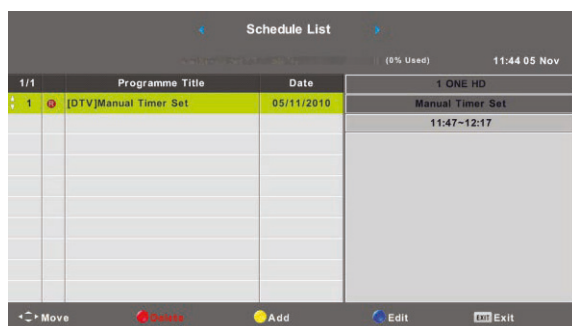 Schedule List
(0% Used) 11:44 05 Nov
1/1 Programme Title Date 1 ONE HD
1 [DTV]Manual Timer Set 05/11/2010 Manual Timer Set
11:47~12:17
Move Delete Add Edit EXIT Exit